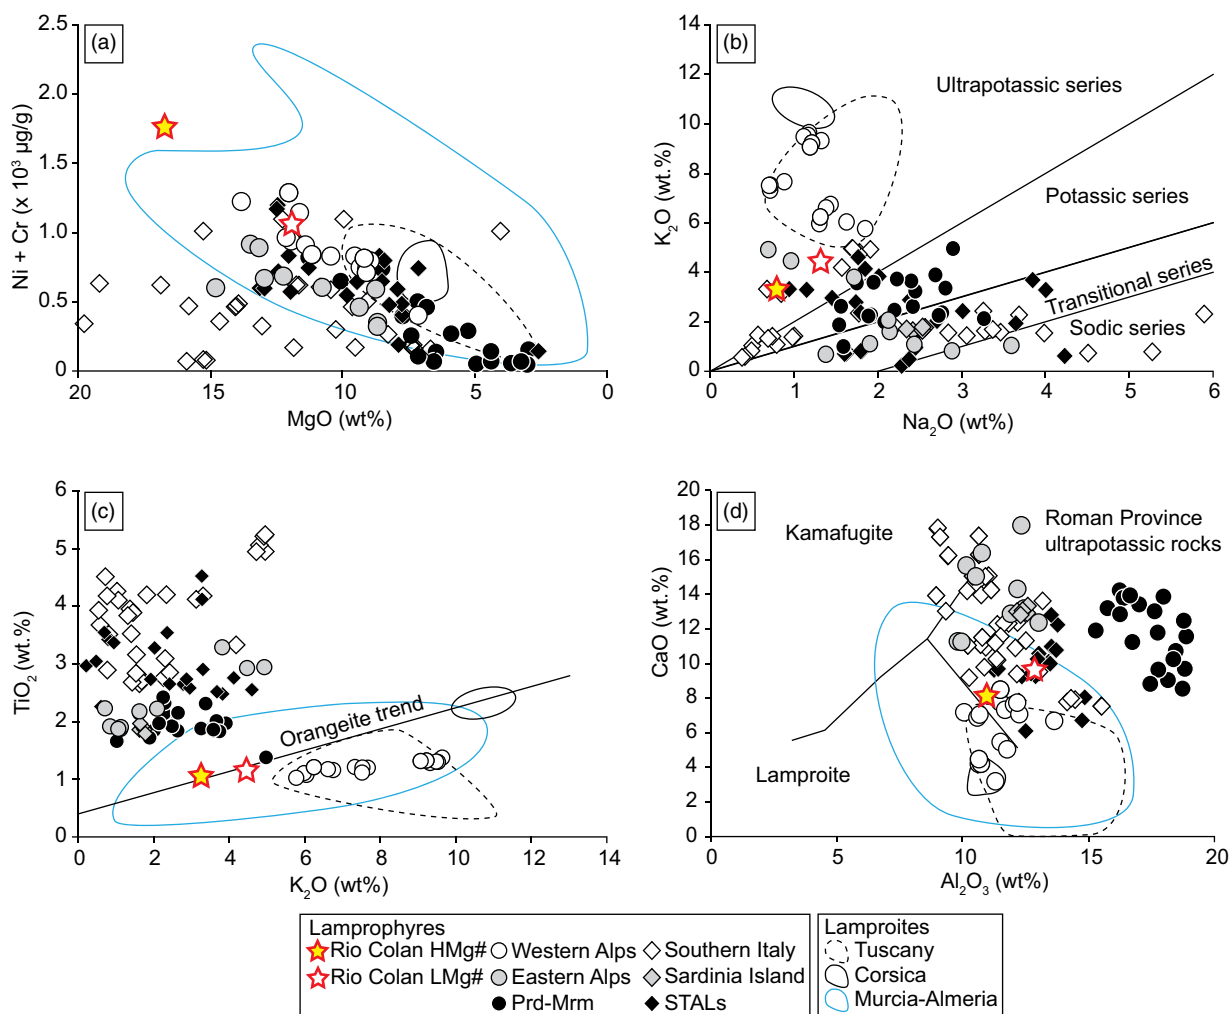 (a)
2.5
2.0
1.5
1.0
0.5
0
20
15
10
5
0
Ni + Cr (x 10³ μg/g)
MgO (wt%)
(b)
14
12
10
8
6
4
2
0
0
1
2
3
4
5
6
K₂O (wt.%)
Na₂O (wt.%)
Ultrapotassic series
Potassic series
Transitional series
Sodic series
(c)
6
5
4
3
2
1
0
0
2
4
6
8
10
12
14
TiO₂ (wt.%)
K₂O (wt%)
Orangeite trend
(d)
20
18
16
14
12
10
8
6
4
2
0
0
5
10
15
20
CaO (wt.%)
Al₂O₃ (wt%)
Kamafugite
Roman Province
ultrapotassic rocks
Lamproite
Lamprophyres
Rio Colan HMg# Western Alps Southern Italy
Rio Colan LMg# Eastern Alps Sardinia Island
Prd-Mrm STALs
Lamproites
Tuscany
Corsica
Murcia-Almeria